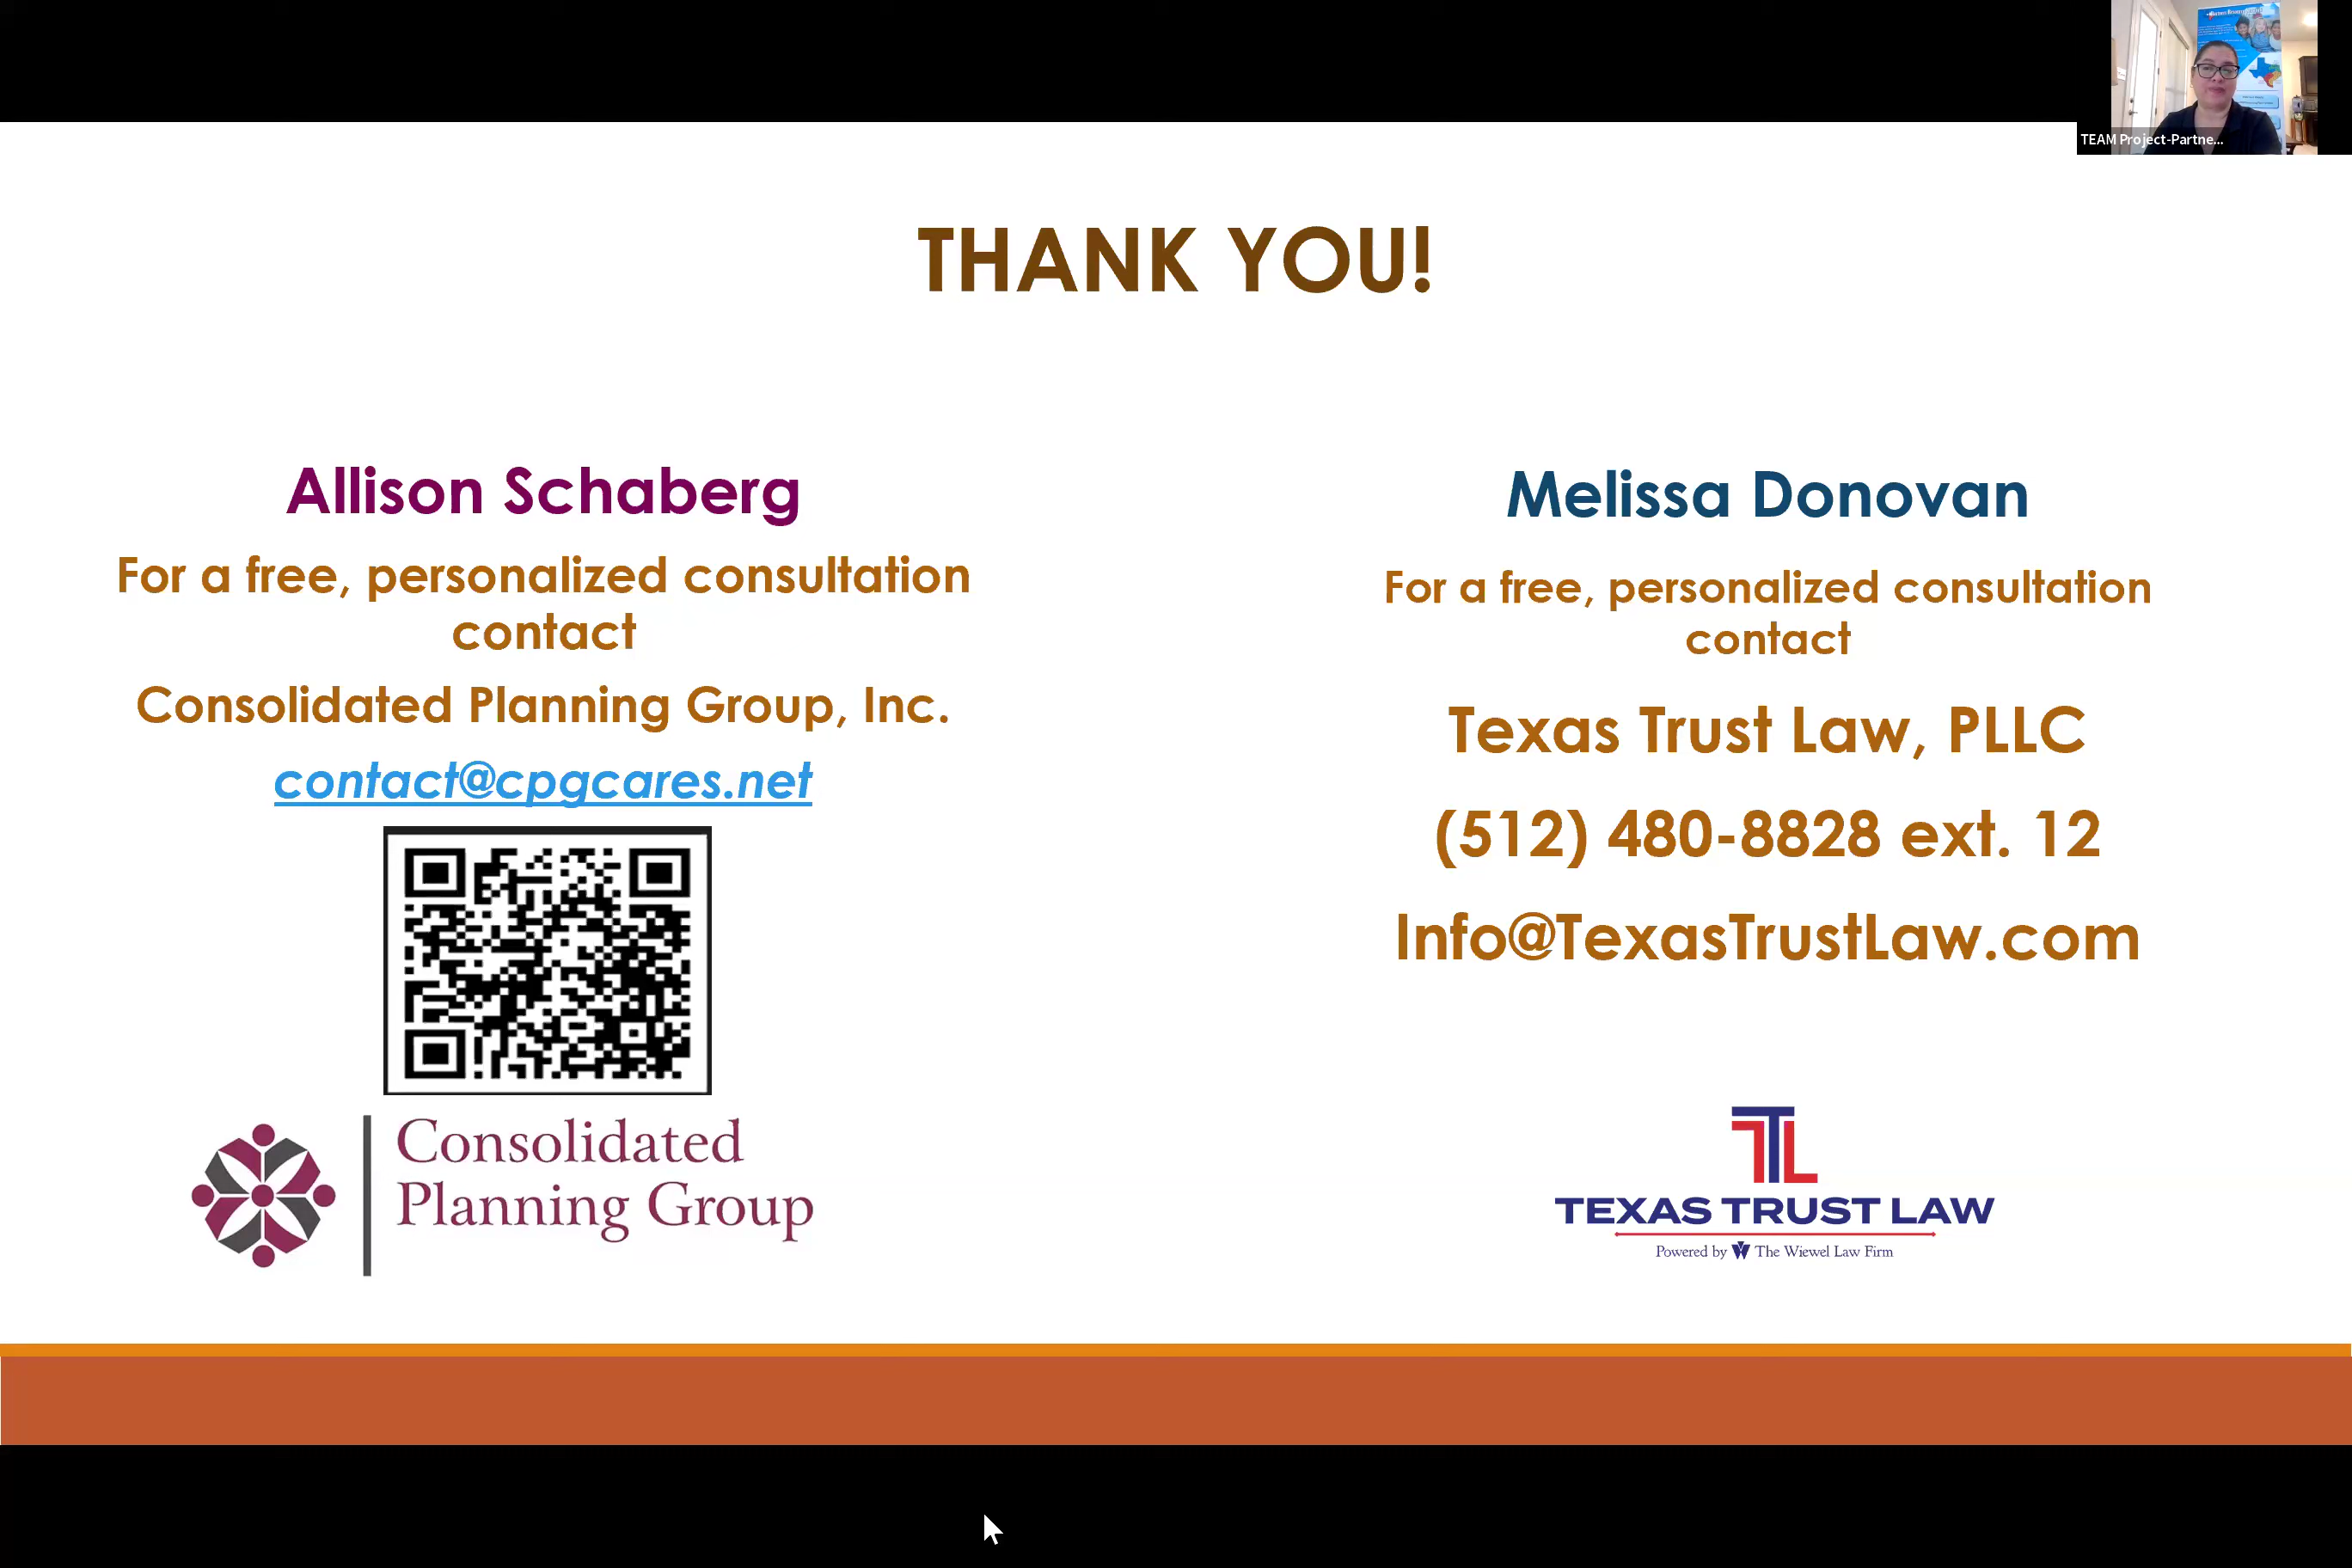 TEAM Project-Partne...
THANK YOU!
Allison Schaberg
For a free, personalized consultation
contact
Consolidated Planning Group, Inc.
contact@cpgcares.net
Consolidated
Planning Group
Melissa Donovan
For a free, personalized consultation
contact
Texas Trust Law, PLLC
(512) 480-8828 ext. 12
Info@TexasTrustLaw.com
TTL
TEXAS TRUST LAW
Powered by W The Wiewel Law Firm